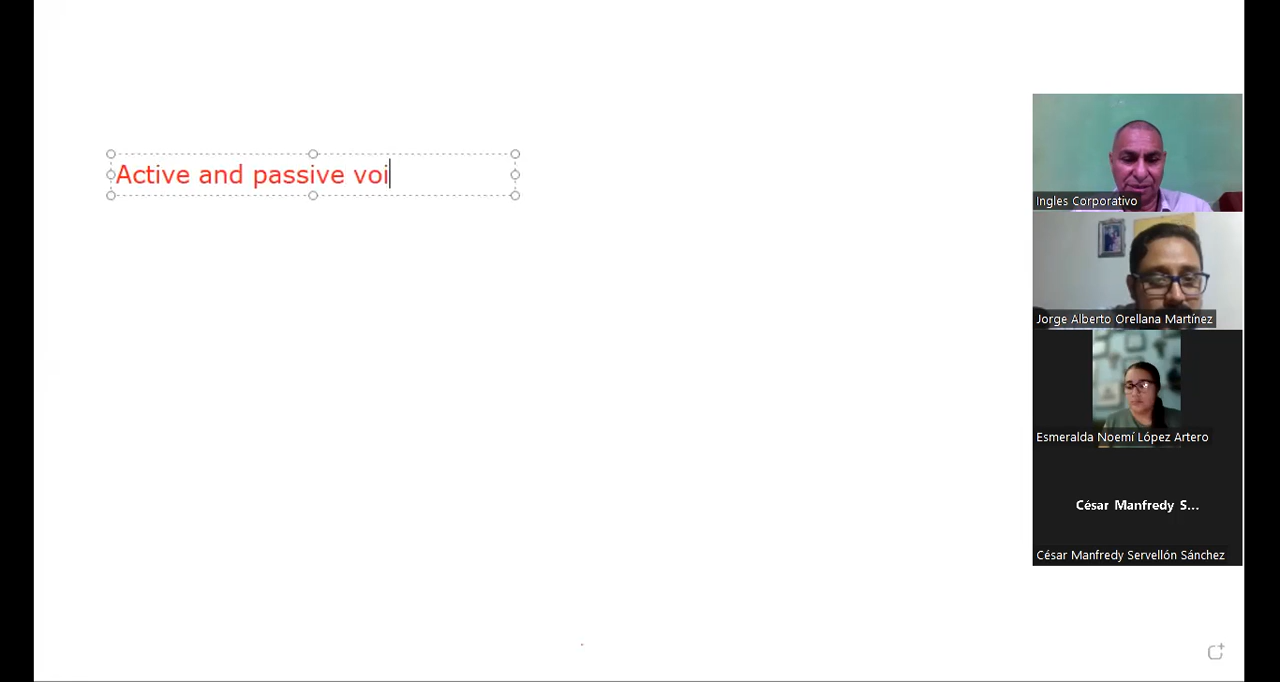 Active and passive voi
Ingles Corporativo
Jorge Alberto Orellana Martínez
Esmeralda Noemí López Artero
César Manfredy S...
César Manfredy Servellón Sánchez